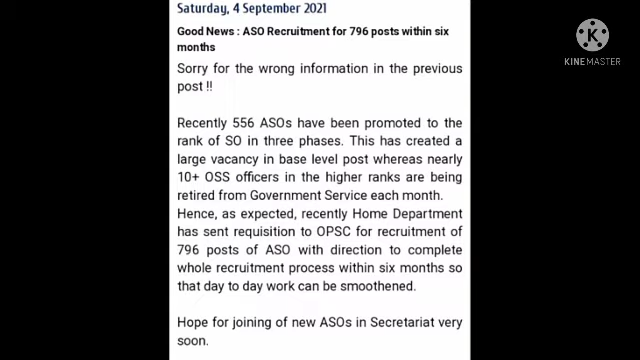 Saturday, 4 September 2021
Good News : ASO Recruitment for 796 posts within six
months
Sorry for the wrong information in the previous
post !!
Recently 556 ASOs have been promoted to the
rank of SO in three phases. This has created a
large vacancy in base level post whereas nearly
10+ OSS officers in the higher ranks are being
retired from Government Service each month.
Hence, as expected, recently Home Department
has sent requisition to OPSC for recruitment of
796 posts of ASO with direction to complete
whole recruitment process within six months so
that day to day work can be smoothened.
Hope for joining of new ASOs in Secretariat very
soon.
KINEMASTER